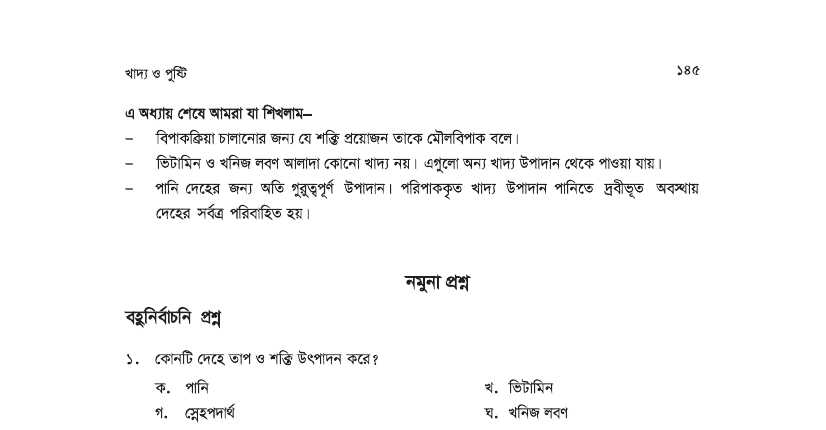 খাদ্য ও পুষ্টি ১৪৫
এ অধ্যায় শেষে আমরা যা শিখলাম—
– বিপাকক্রিয়া চালানোর জন্য যে শক্তি প্রয়োজন তাকে মৌলবিপাক বলে।
– ভিটামিন ও খনিজ লবণ আলাদা কোনো খাদ্য নয়। এগুলো অন্য খাদ্য উপাদান থেকে পাওয়া যায়।
– পানি দেহের জন্য অতি গুরুত্বপূর্ণ উপাদান। পরিপাককৃত খাদ্য উপাদান পানিতে দ্রবীভূত অবস্থায়
দেহের সর্বত্র পরিবাহিত হয়।
নমুনা প্রশ্ন
বহুনির্বাচনি প্রশ্ন
১. কোনটি দেহে তাপ ও শক্তি উৎপাদন করে?
ক. পানি খ. ভিটামিন
গ. স্নেহপদার্থ ঘ. খনিজ লবণ